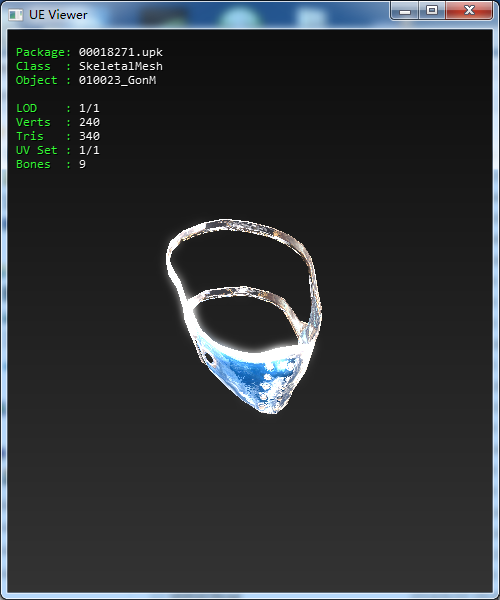 UE Viewer
Package: 00018271.upk
Class  : SkeletalMesh
Object : 010023_GonM
LOD    : 1/1
Verts  : 240
Tris   : 340
UV Set : 1/1
Bones  : 9